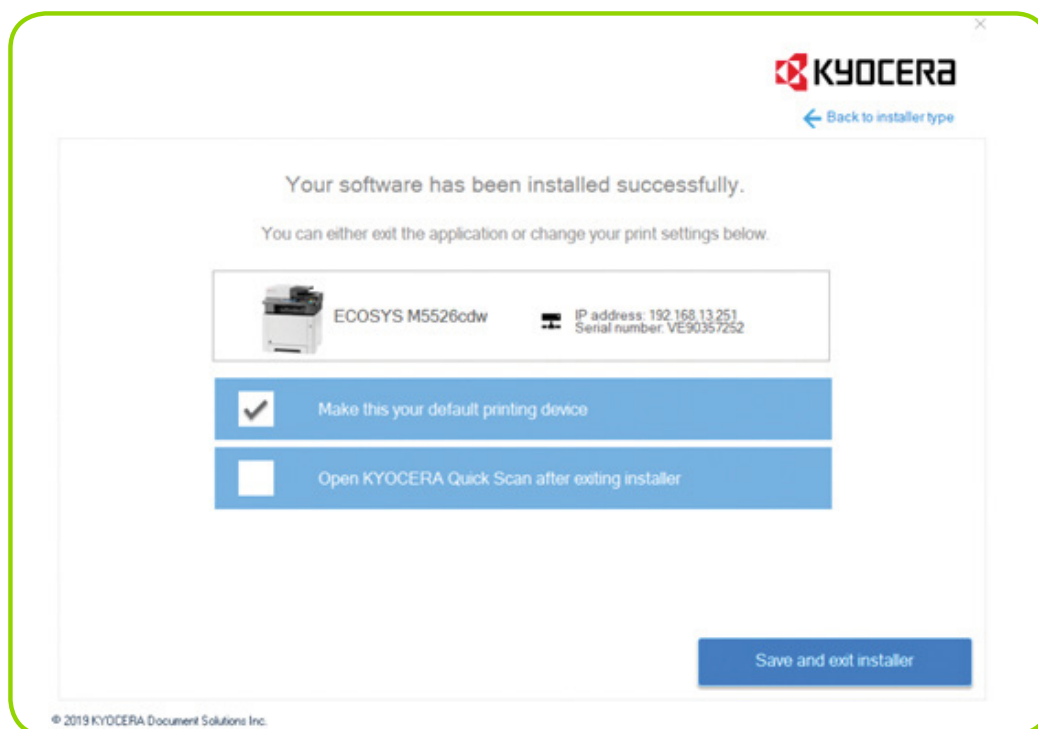 KYOCERA
Back to installer type
Your software has been installed successfully.
You can either exit the application or change your print settings below.
ECOSYS M5526cdw
IP address: 192.168.13.251
Serial number: VE90357252
Make this your default printing device
Open KYOCERA Quick Scan after exiting installer
Save and exit installer
© 2019 KYOCERA Document Solutions Inc.